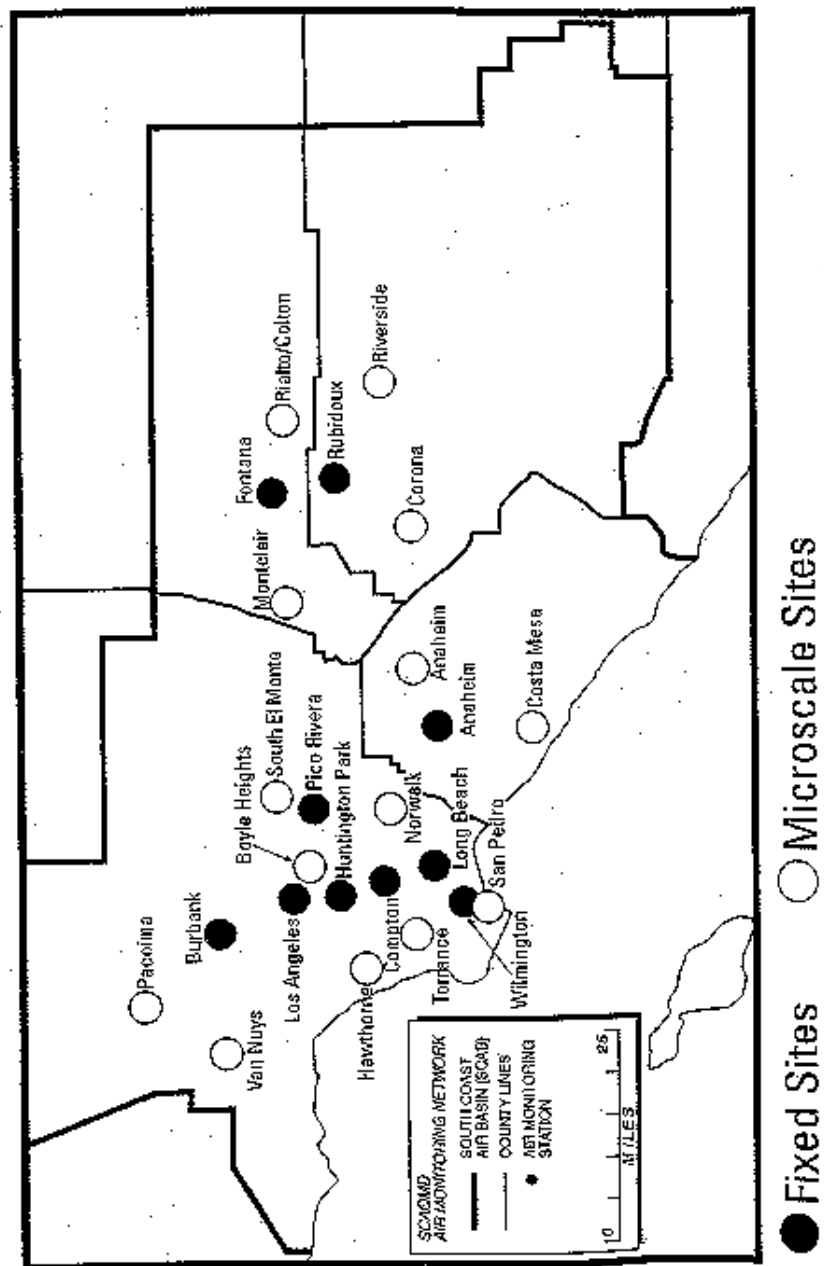 Pacoima
Van Nuys
Burbank
Los Angeles
Boyle Heights
South El Monte
Pico Rivera
Huntington Park
Hawthorne
Compton
Torrance
Norwalk
Long Beach
San Pedro
Wilmington
Montclair
Fontana
Rialto/Colton
Rubidoux
Riverside
Corona
Anaheim
Anaheim
Costa Mesa
SCAQMD
AIR MONITORING NETWORK
SOUTH COAST
AIR BASIN (SCAB)
COUNTY LINES
AIR MONITORING
STATION
0 25
MILES
Fixed Sites
Microscale Sites